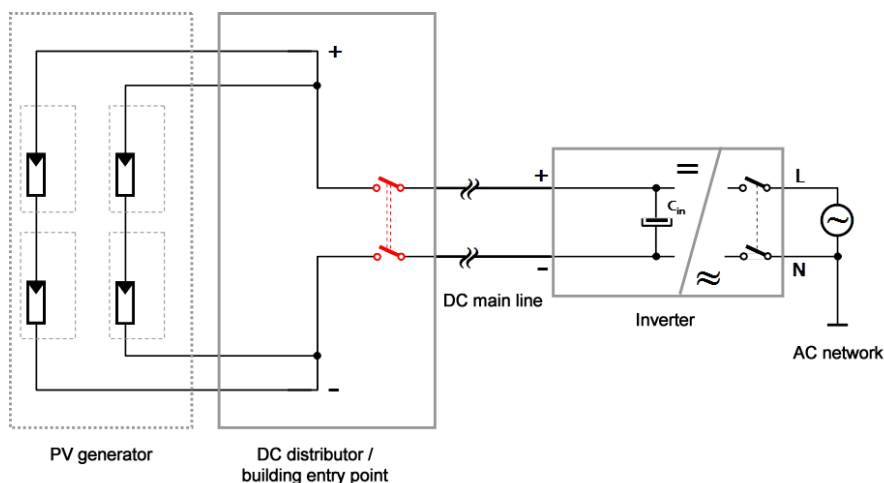 +
+
=
L
C in
−
≈
~
N
DC main line
Inverter
AC network
−
PV generator
DC distributor /
building entry point